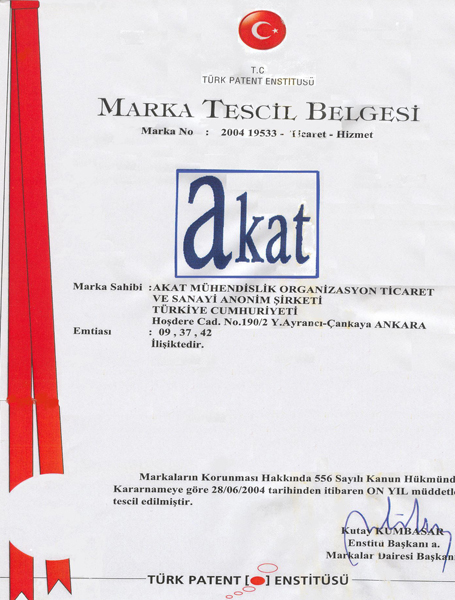 T.C
TÜRK PATENT ENSTİTÜSÜ
MARKA TESCİL BELGESİ
Marka No : 2004 19533 - Ticaret - Hizmet
akat
Marka Sahibi :AKAT MÜHENDİSLİK ORGANİZASYON TİCARET
VE SANAYİ ANONİM ŞİRKETİ
TÜRKİYE CUMHURİYETİ
Hoşdere Cad. No.190/2 Y.Ayrancı-Çankaya ANKARA
Emtiası : 09 , 37 , 42
İlişiktedir.
Markaların Korunması Hakkında 556 Sayılı Kanun Hükmünd
Kararnameye göre 28/06/2004 tarihinden itibaren ON YIL müddetle
tescil edilmiştir.
Kutay KUMBASAR
Enstitü Başkanı a.
Markalar Dairesi Başkan
TÜRK PATENT ENSTİTÜSÜ